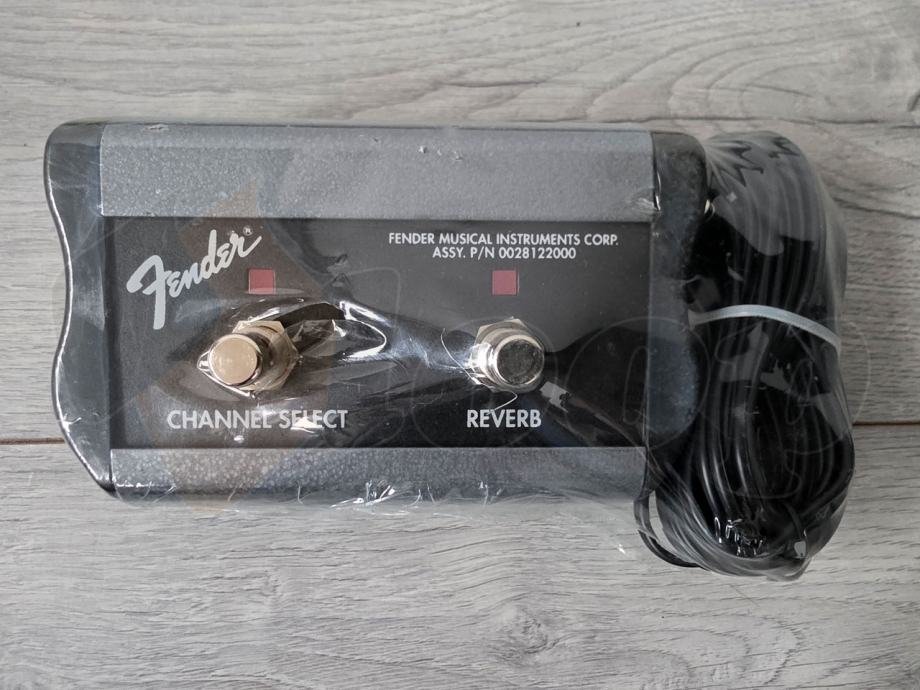 Fender®
FENDER MUSICAL INSTRUMENTS CORP.
ASSY. P/N 0028122000
CHANNEL SELECT
REVERB